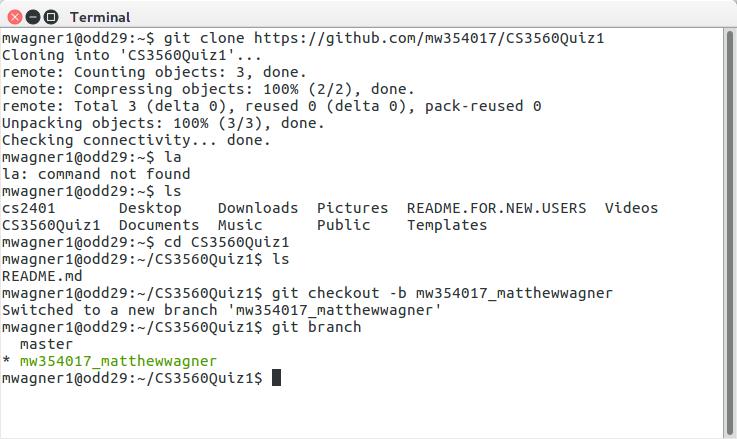 Terminal
mwagner1@odd29:~$ git clone https://github.com/mw354017/CS3560Quiz1
Cloning into 'CS3560Quiz1'...
remote: Counting objects: 3, done.
remote: Compressing objects: 100% (2/2), done.
remote: Total 3 (delta 0), reused 0 (delta 0), pack-reused 0
Unpacking objects: 100% (3/3), done.
Checking connectivity... done.
mwagner1@odd29:~$ la
la: command not found
mwagner1@odd29:~$ ls
cs2401       Desktop    Downloads  Pictures  README.FOR.NEW.USERS  Videos
CS3560Quiz1  Documents  Music      Public    Templates
mwagner1@odd29:~$ cd CS3560Quiz1
mwagner1@odd29:~/CS3560Quiz1$ ls
README.md
mwagner1@odd29:~/CS3560Quiz1$ git checkout -b mw354017_matthewwagner
Switched to a new branch 'mw354017_matthewwagner'
mwagner1@odd29:~/CS3560Quiz1$ git branch
  master
* mw354017_matthewwagner
mwagner1@odd29:~/CS3560Quiz1$